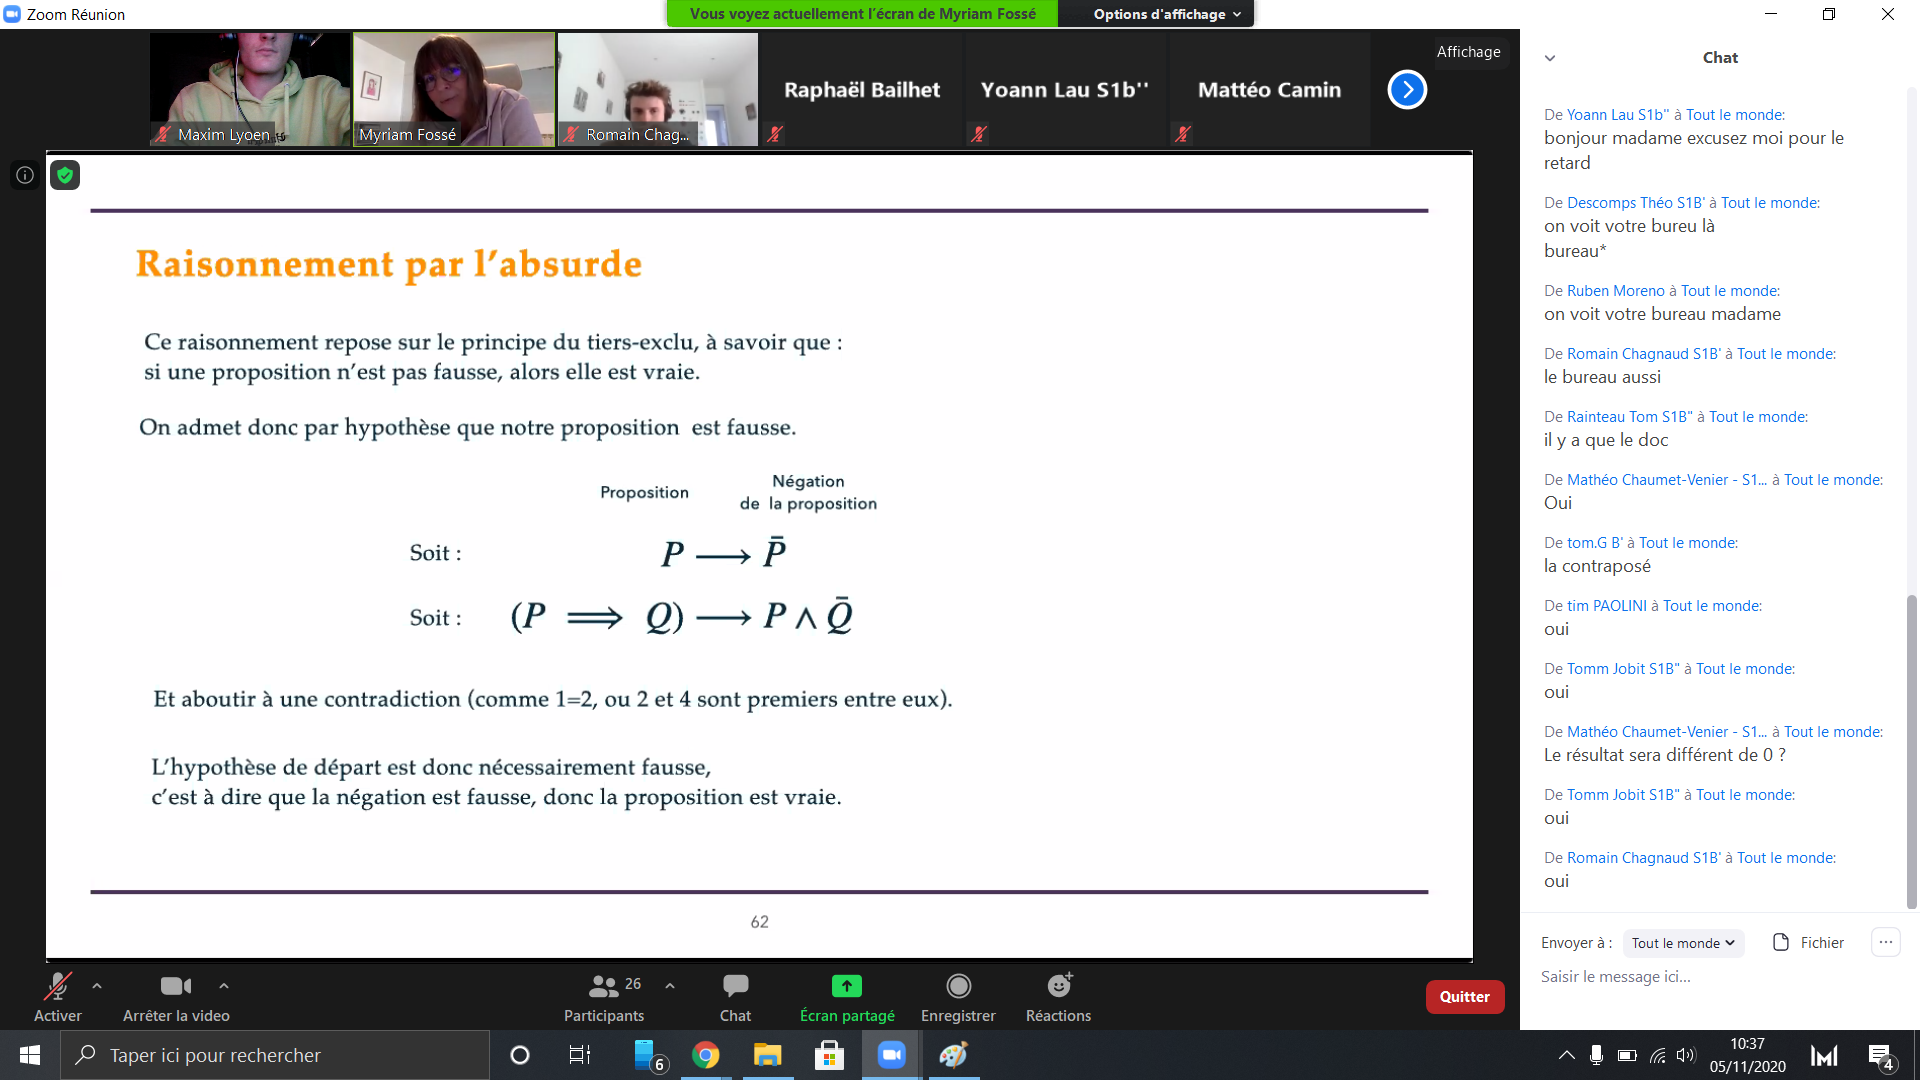 Zoom Réunion
Vous voyez actuellement l'écran de Myriam Fossé
Options d'affichage
Maxim Lyoen
Myriam Fossé
Romain Chag...
Raphaël Bailhet
Yoann Lau S1b''
Mattéo Camin
Affichage
Raisonnement par l'absurde
Ce raisonnement repose sur le principe du tiers-exclu, à savoir que :
si une proposition n'est pas fausse, alors elle est vraie.
On admet donc par hypothèse que notre proposition est fausse.
Proposition
Négation
de la proposition
Soit : P ⟶ P̄
Soit : (P ⟹ Q) ⟶ P ∧ Q̄
Et aboutir à une contradiction (comme 1=2, ou 2 et 4 sont premiers entre eux).
L'hypothèse de départ est donc nécessairement fausse,
c'est à dire que la négation est fausse, donc la proposition est vraie.
62
Chat
De Yoann Lau S1b'' à Tout le monde:
bonjour madame excusez moi pour le
retard
De Descomps Théo S1B' à Tout le monde:
on voit votre bureu là
bureau*
De Ruben Moreno à Tout le monde:
on voit votre bureau madame
De Romain Chagnaud S1B' à Tout le monde:
le bureau aussi
De Rainteau Tom S1B'' à Tout le monde:
il y a que le doc
De Mathéo Chaumet-Venier - S1... à Tout le monde:
Oui
De tom.G B' à Tout le monde:
la contraposé
De tim PAOLINI à Tout le monde:
oui
De Tomm Jobit S1B'' à Tout le monde:
oui
De Mathéo Chaumet-Venier - S1... à Tout le monde:
Le résultat sera différent de 0 ?
De Tomm Jobit S1B'' à Tout le monde:
oui
De Romain Chagnaud S1B' à Tout le monde:
oui
Envoyer à : Tout le monde Fichier ...
Saisir le message ici...
Activer
Arrêter la video
26
Participants
Chat
Écran partagé
Enregistrer
Réactions
Quitter
Taper ici pour rechercher
6
10:37
05/11/2020
4